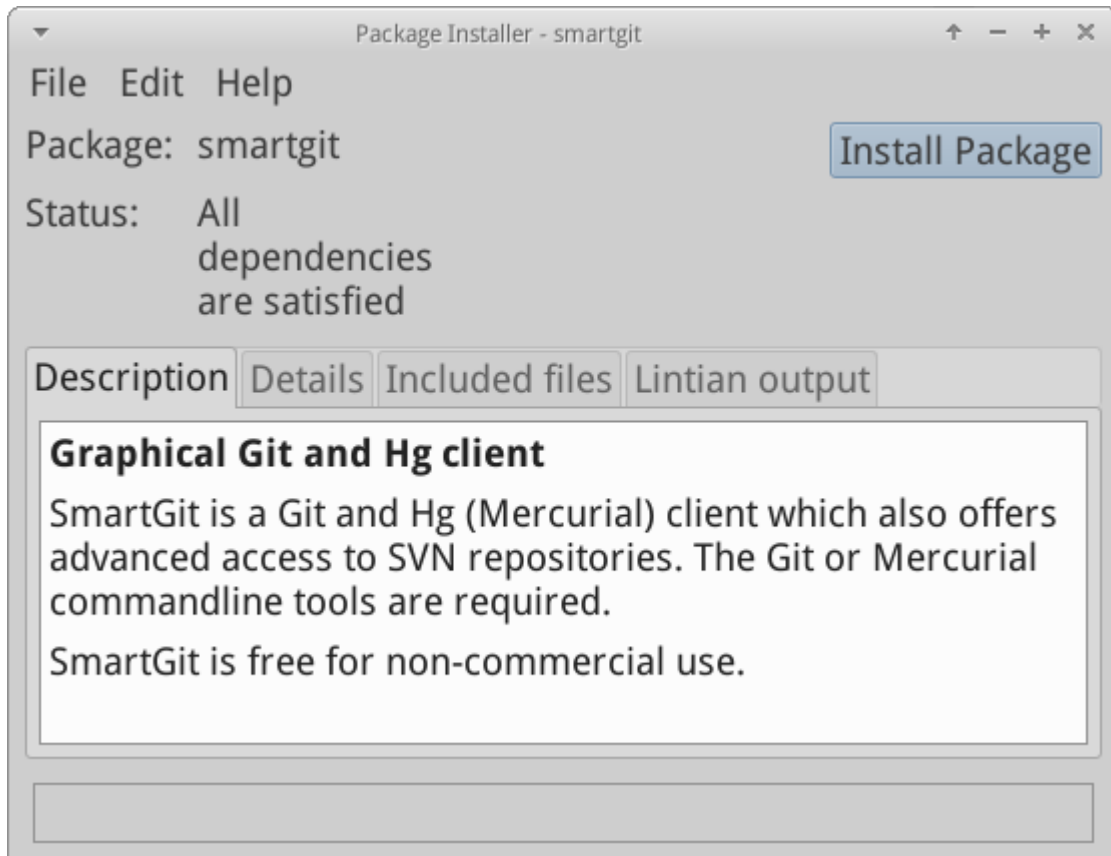 Package Installer - smartgit
File Edit Help
Package: smartgit
Install Package
Status: All
dependencies
are satisfied
Description Details Included files Lintian output
Graphical Git and Hg client
SmartGit is a Git and Hg (Mercurial) client which also offers
advanced access to SVN repositories. The Git or Mercurial
commandline tools are required.
SmartGit is free for non-commercial use.